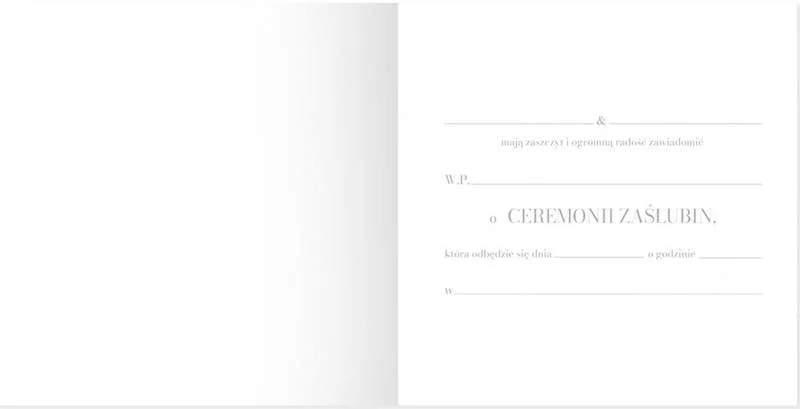 &
mają zaszczyt i ogromną radość zawiadomić
W.P.
o CEREMONII ZAŚLUBIN,
która odbędzie się dnia o godzinie
w